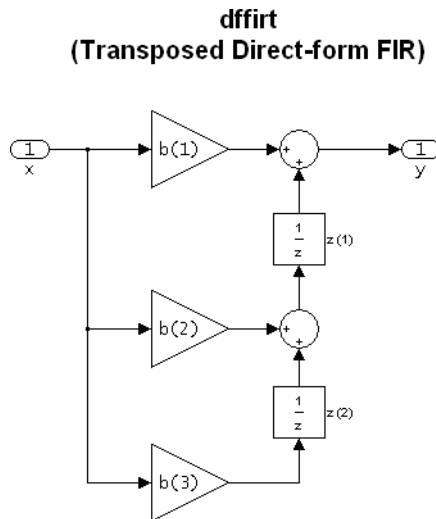 dffirt
(Transposed Direct-form FIR)
1
x
b(1)
+
+
1
y
1
z
z(1)
b(2)
+
+
1
z
z(2)
b(3)